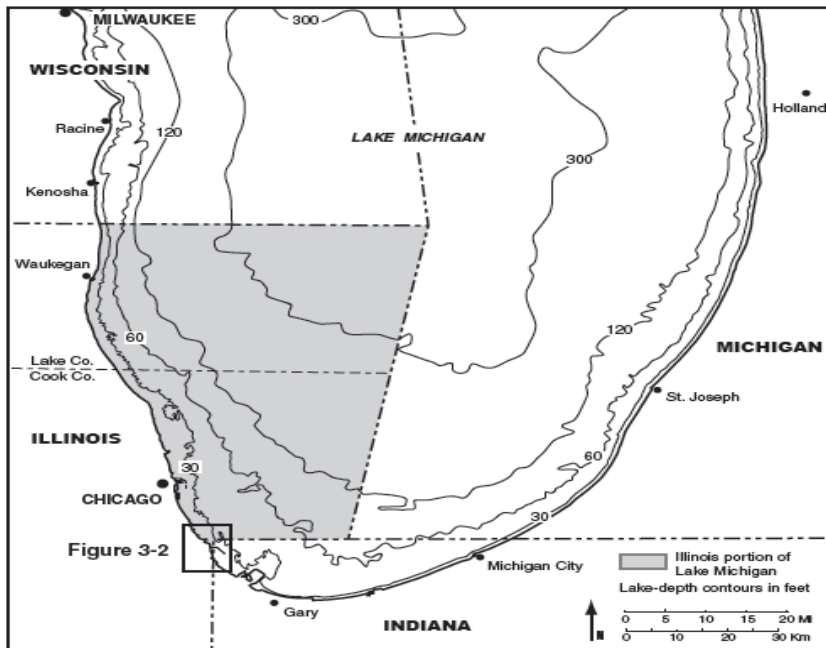 MILWAUKEE
300
WISCONSIN
Holland
Racine
120
LAKE MICHIGAN
300
Kenosha
Waukegan
60
120
MICHIGAN
Lake Co.
Cook Co.
St. Joseph
ILLINOIS
30
60
CHICAGO
30
Figure 3-2
Michigan City
Illinois portion of
Lake Michigan
Lake-depth contours in feet
Gary
INDIANA
N
0 5 10 15 20 Mi
0 10 20 30 Km